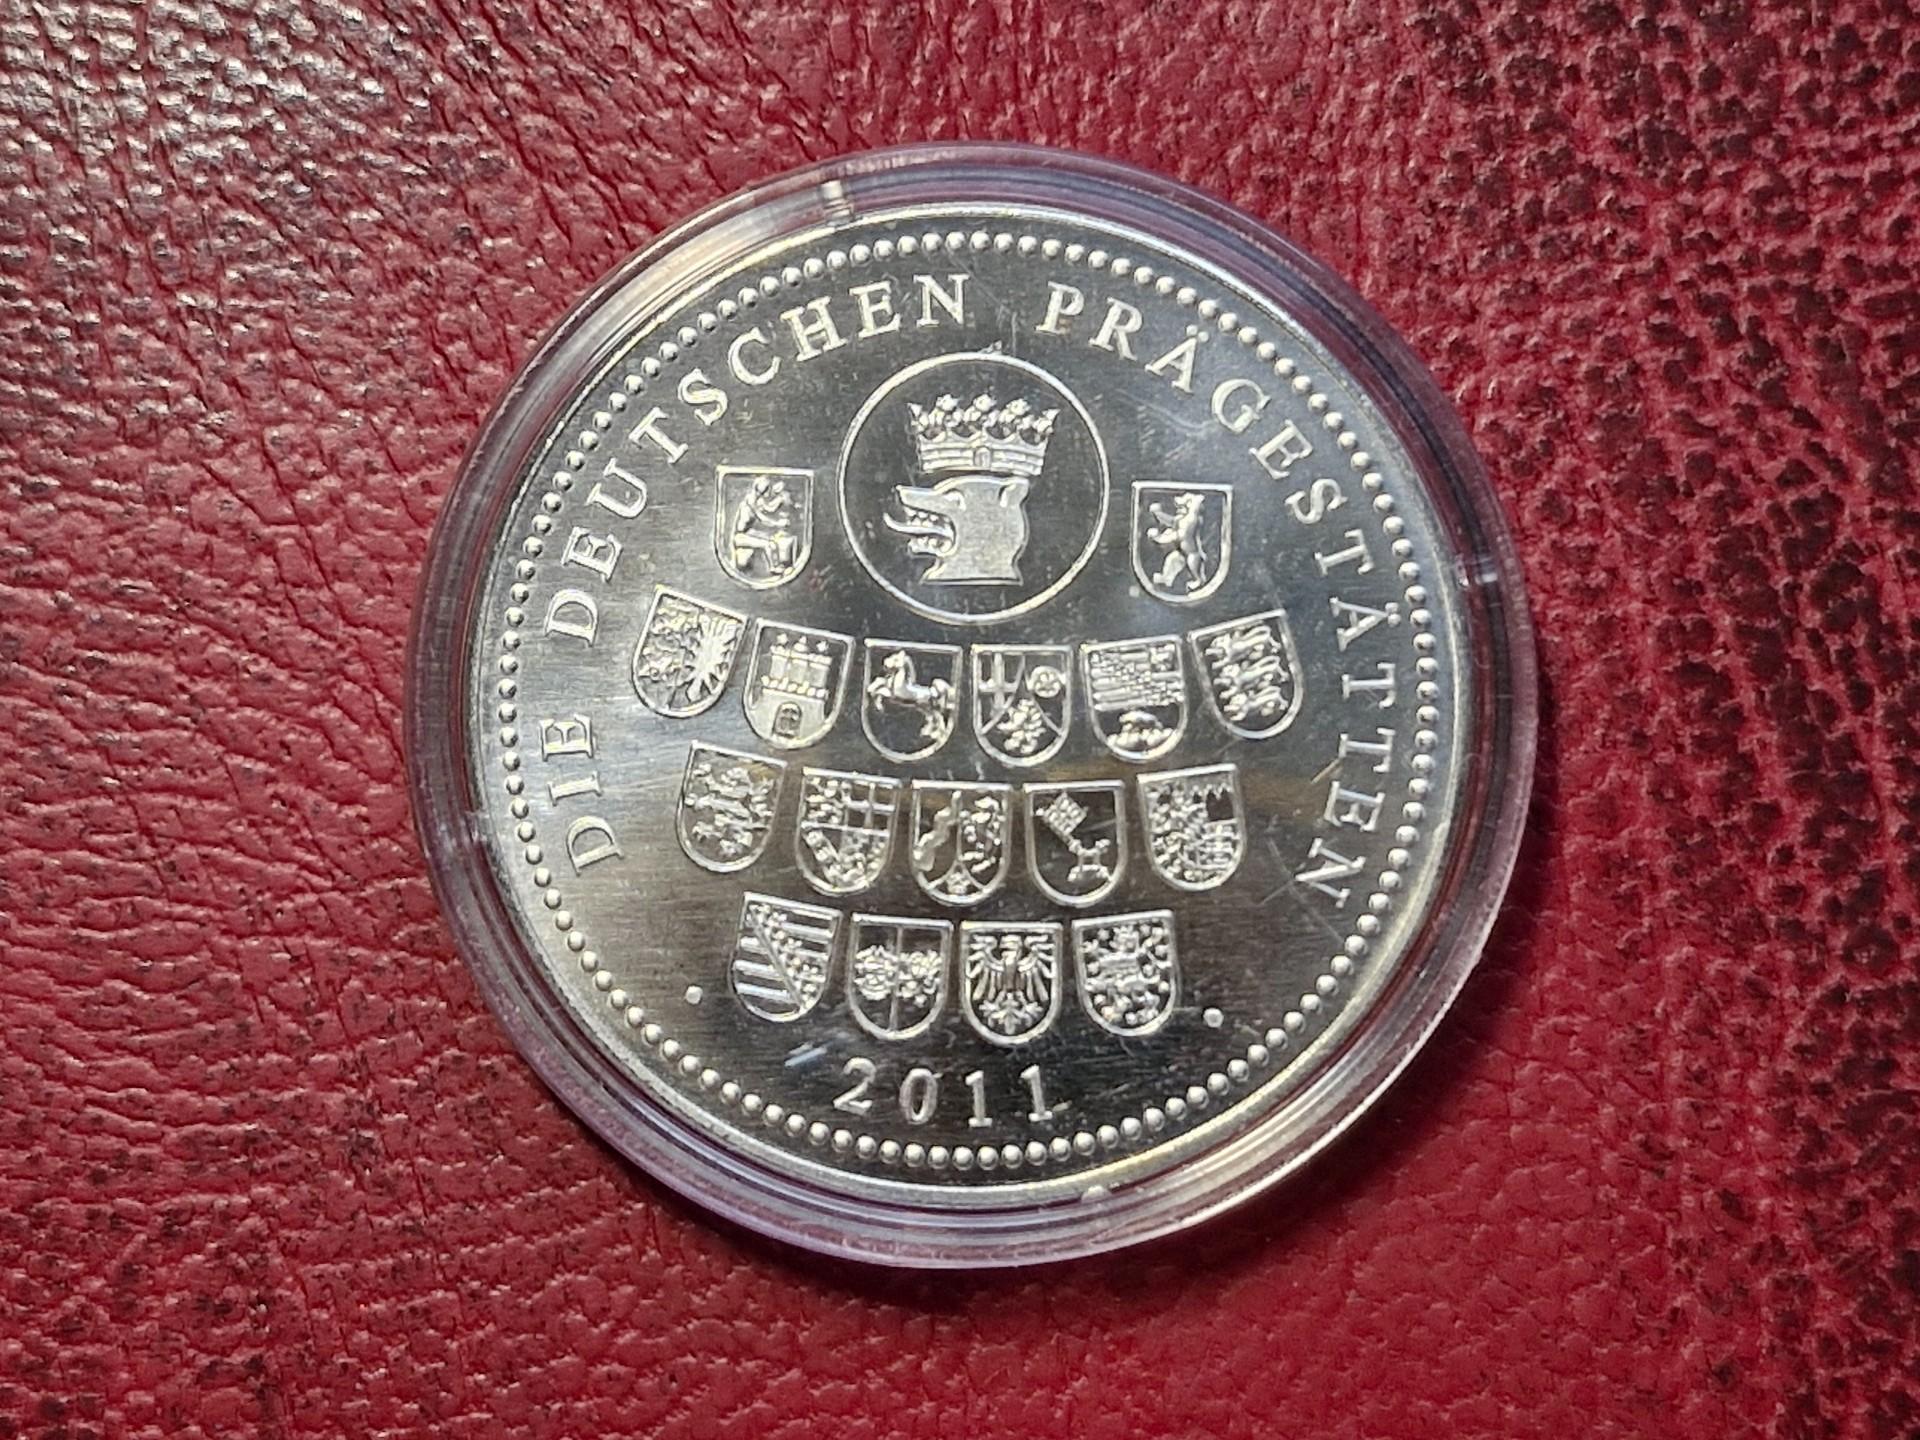 DIE DEUTSCHEN PRÄGESTÄTTEN
2011